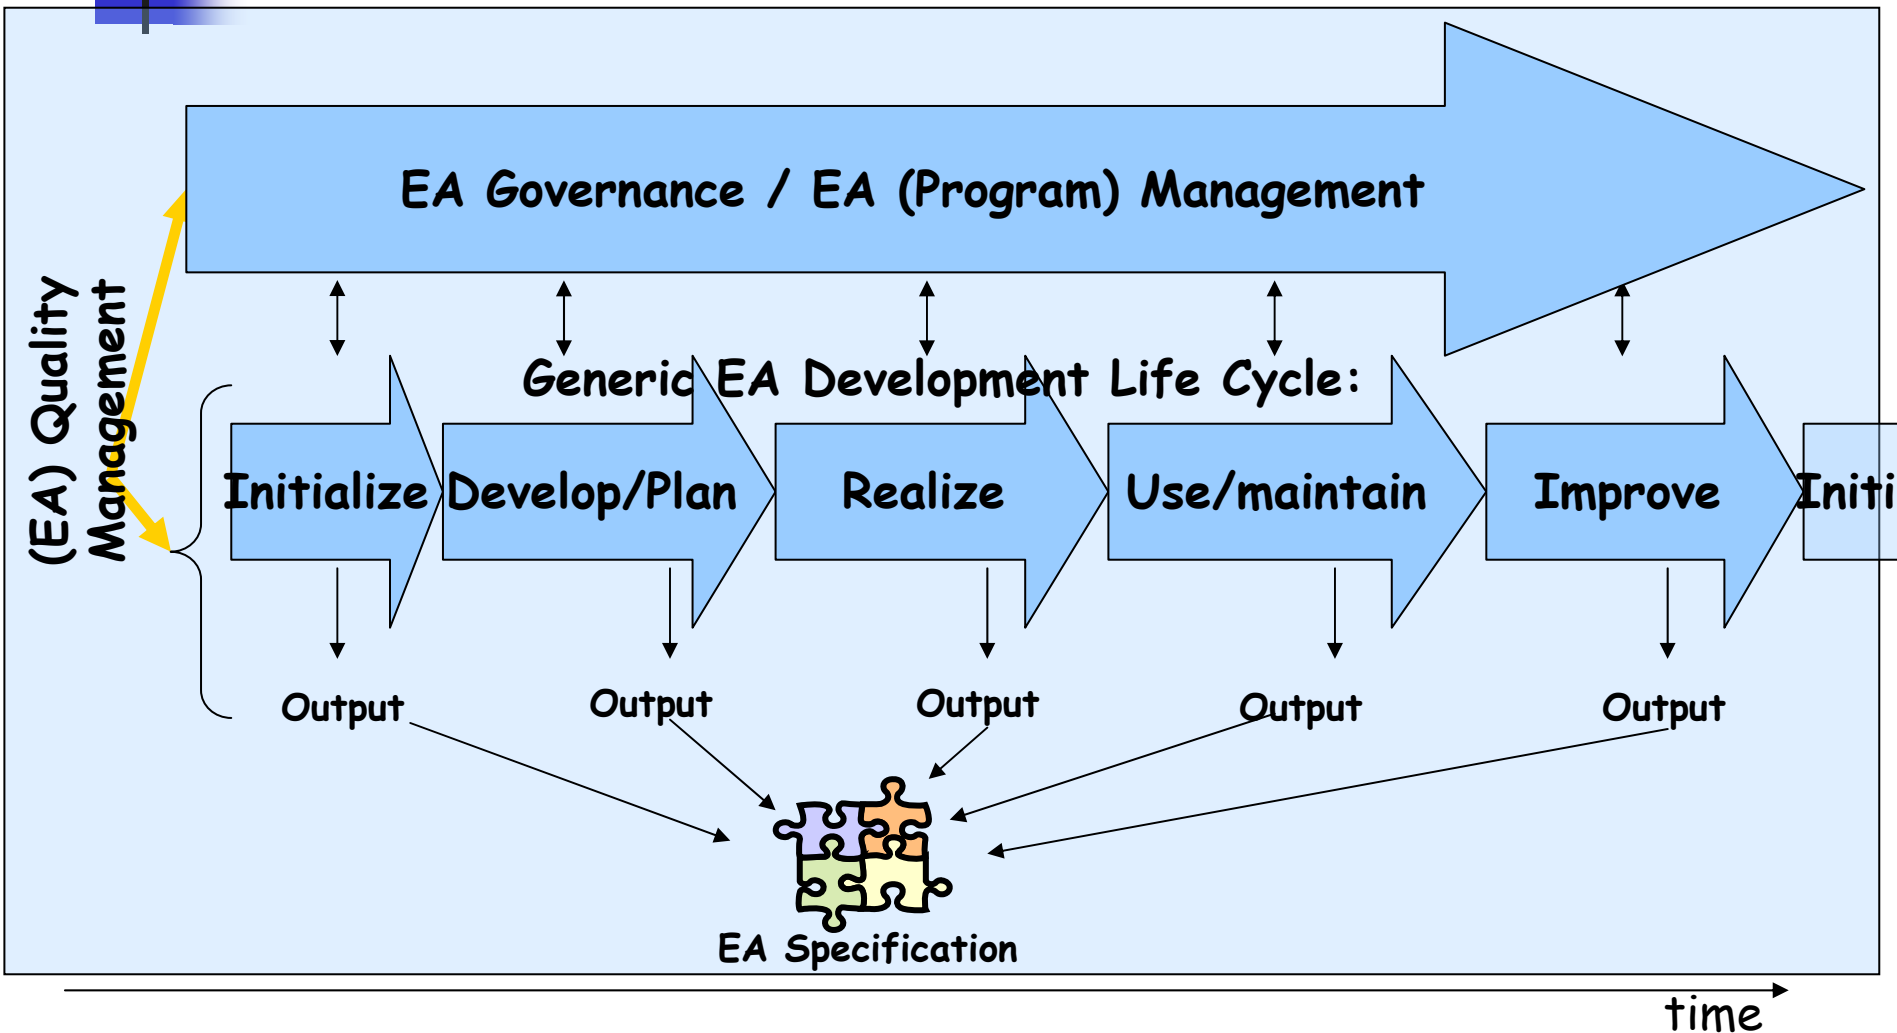 EA Governance / EA (Program) Management
(EA) Quality
Management
Generic EA Development Life Cycle:
Initialize
Develop/Plan
Realize
Use/maintain
Improve
Initi
Output
Output
Output
Output
Output
EA Specification
time